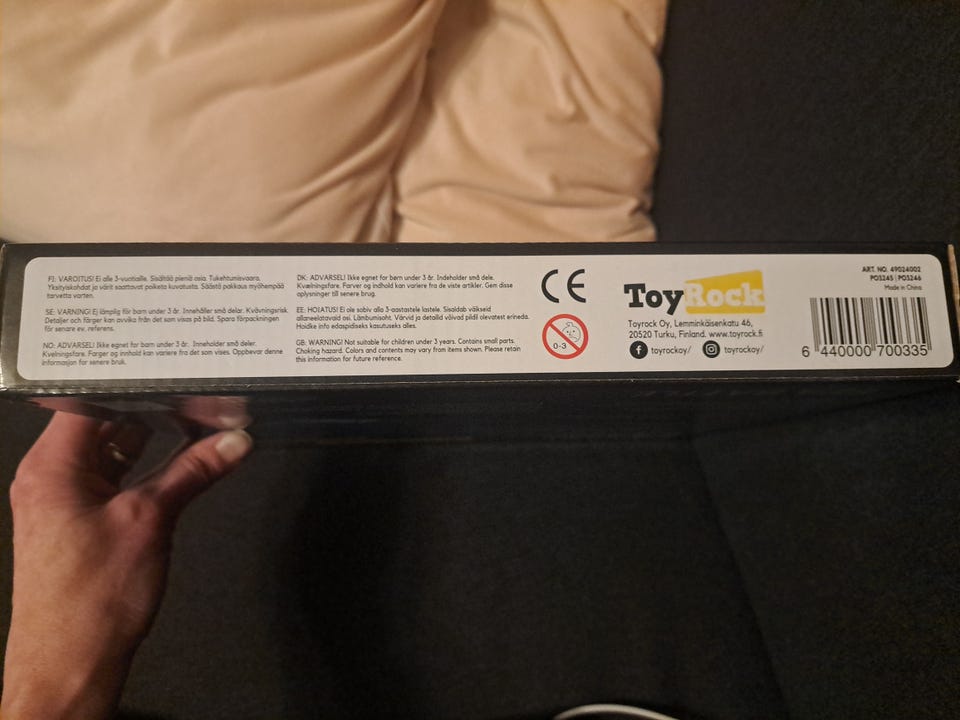 FI: VAROITUS! Ei alle 3-vuotiaille. Sisältää pieniä osia. Tukehtumisvaara.
Yksityiskohdat ja värit saattavat poiketa kuvatusta. Säästä pakkaus myöhempää
tarvetta varten.
SE: VARNING! Ej lämplig för barn under 3 år. Innehåller små delar. Kvävningsrisk.
Detaljer och färger kan avvika från det som visas på bild. Spara förpackningen
för senare ev. referens.
NO: ADVARSEL! Ikke egnet for barn under 3 år. Inneholder små deler.
Kvelningsfare. Farger og innhold kan variere fra det som vises. Oppbevar denne
informasjon for senere bruk.
DK: ADVARSEL! Ikke egnet for børn under 3 år. Indeholder små dele.
Kvælningsfare. Farver og indhold kan variere fra de viste artikler. Gem disse
oplysninger til senere brug.
EE: HOIATUS! Ei ole sobiv alla 3-aastastele lastele. Sisaldab väikseid
allaneelatavaid osi. Lämbumisoht. Värvid ja detailid võivad pildil olevatest erineda.
Hoidke info edaspidiseks kasutuseks alles.
GB: WARNING! Not suitable for children under 3 years. Contains small parts.
Choking hazard. Colors and contents may vary from items shown. Please retain
this information for future reference.
CE
0-3
ToyRock
Toyrock Oy, Lemminkäisenkatu 46,
20520 Turku, Finland. www.toyrock.fi
toyrockoy/ toyrockoy/
ART. NO. 49024002
PO3245 | PO3246
Made in China
6 440000 700335